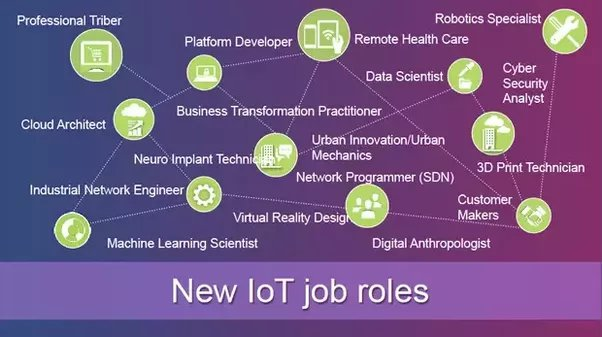 Professional Triber
Robotics Specialist
Platform Developer
Remote Health Care
Data Scientist
Cyber
Security
Analyst
Business Transformation Practitioner
Cloud Architect
Urban Innovation/Urban
Mechanics
Neuro Implant Technician
3D Print Technician
Industrial Network Engineer
Network Programmer (SDN)
Customer
Makers
Virtual Reality Design
Machine Learning Scientist
Digital Anthropologist
New IoT job roles